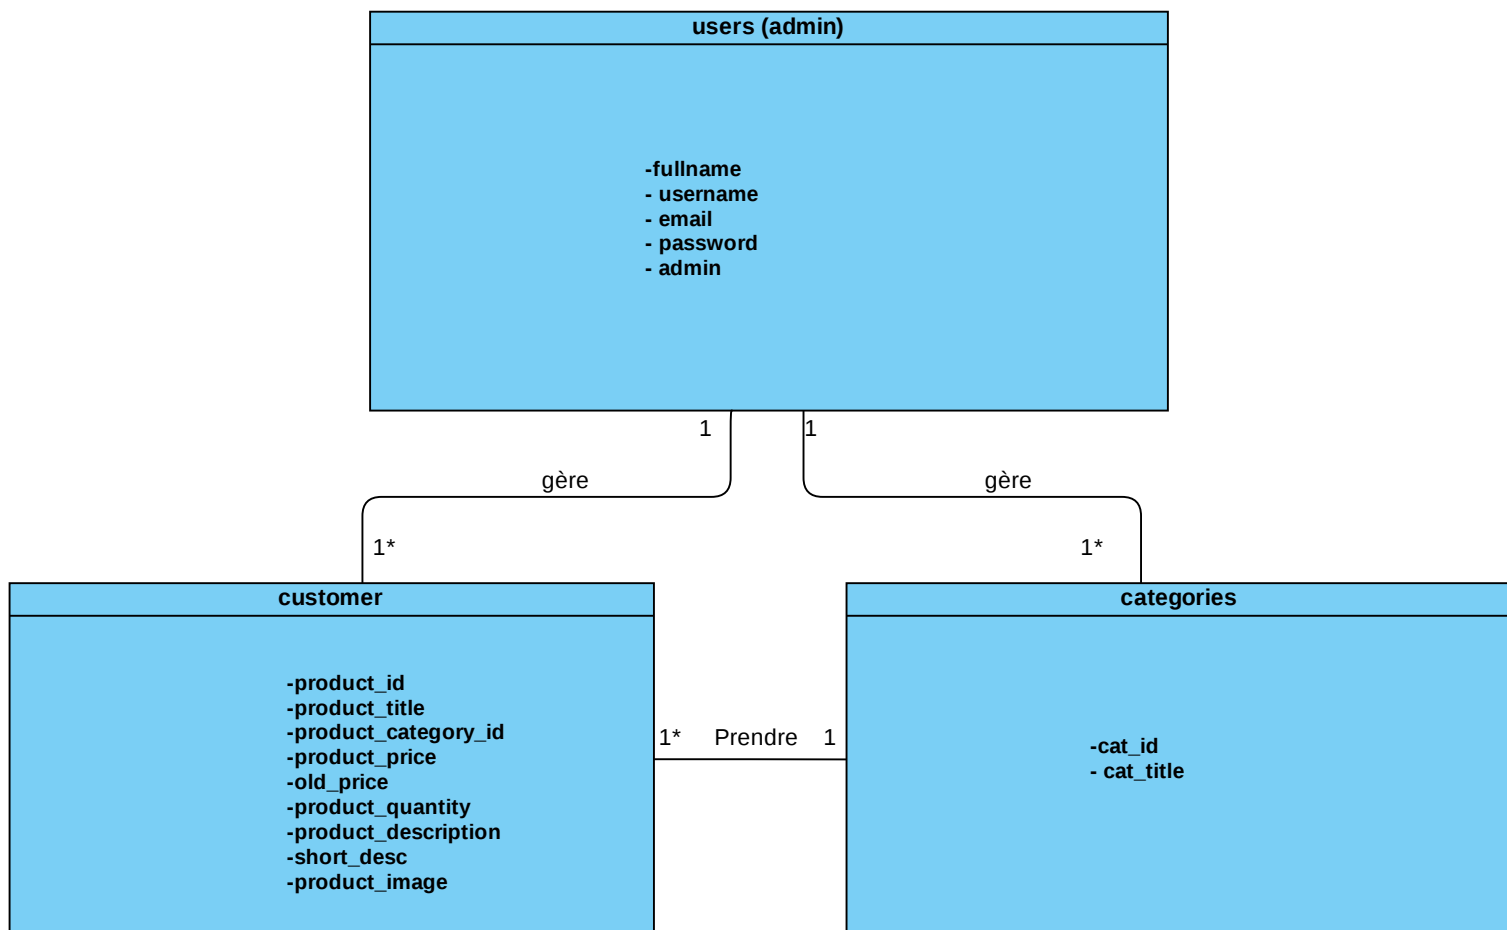 users (admin)
-fullname
- username
- email
- password
- admin
1
1
gère
gère
1*
1*
customer
categories
-product_id
-product_title
-product_category_id
-product_price
-old_price
-product_quantity
-product_description
-short_desc
-product_image
1* Prendre 1
-cat_id
- cat_title